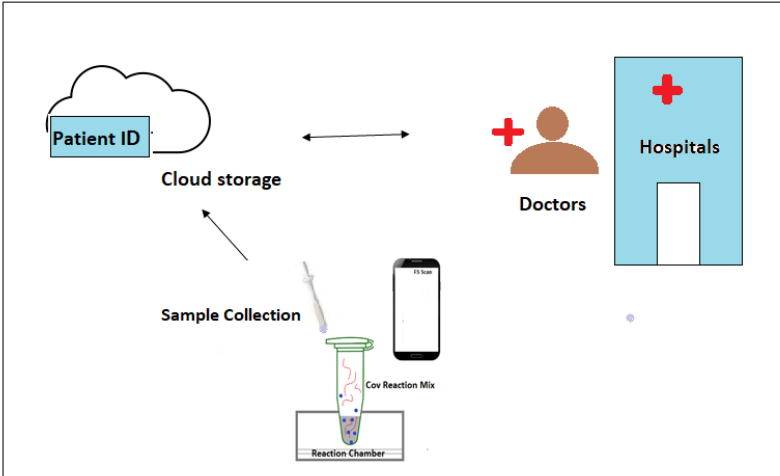 Patient ID
Cloud storage
Doctors
Hospitals
Sample Collection
FS Scan
Cov Reaction Mix
Reaction Chamber